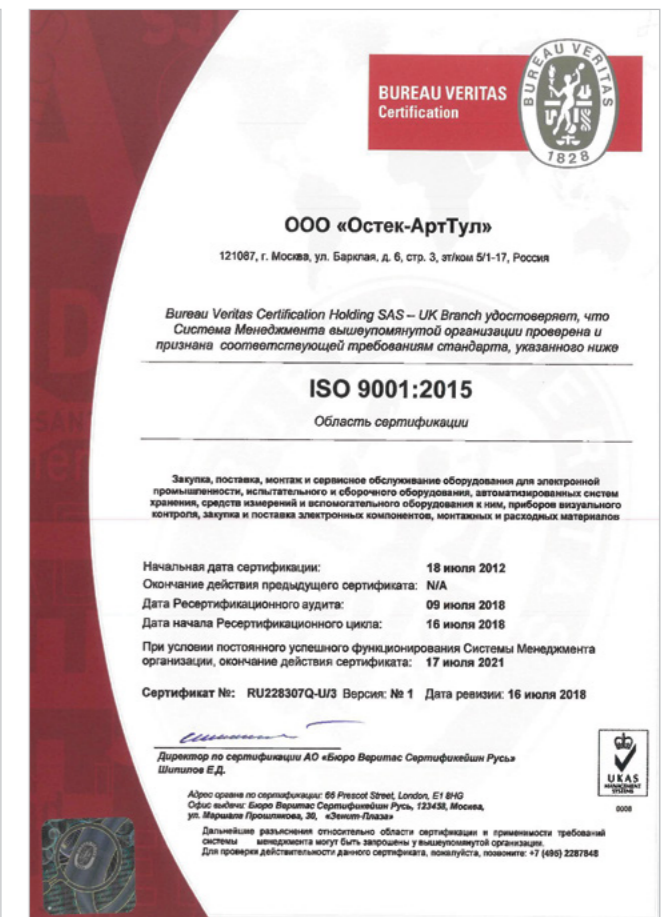 BUREAU VERITAS
Certification
BUREAU VERITAS
1828
ООО «Остек-АртТул»
121087, г. Москва, ул. Барклая, д. 6, стр. 3, эт/ком 5/1-17, Россия
Bureau Veritas Certification Holding SAS – UK Branch удостоверяет, что
Система Менеджмента вышеупомянутой организации проверена и
признана соответствующей требованиям стандарта, указанного ниже
ISO 9001:2015
Область сертификации
Закупка, поставка, монтаж и сервисное обслуживание оборудования для электронной
промышленности, испытательного и сборочного оборудования, автоматизированных систем
хранения, средств измерений и вспомогательного оборудования к ним, приборов визуального
контроля, закупка и поставка электронных компонентов, монтажных и расходных материалов
Начальная дата сертификации: 18 июля 2012
Окончание действия предыдущего сертификата: N/A
Дата Ресертификационного аудита: 09 июля 2018
Дата начала Ресертификационного цикла: 16 июля 2018
При условии постоянного успешного функционирования Системы Менеджмента
организации, окончание действия сертификата: 17 июля 2021
Сертификат №: RU228307Q-U/3 Версия: № 1 Дата ревизии: 16 июля 2018
Директор по сертификации АО «Бюро Веритас Сертификейшн Русь»
Шипилов Е.Д.
Адрес органа по сертификации: 66 Prescot Street, London, E1 8HG
Офис выдачи: Бюро Веритас Сертификейшн Русь, 123458, Москва,
ул. Маршала Прошлякова, 30, «Зенит-Плаза»
Дальнейшие разъяснения относительно области сертификации и применимости требований
системы менеджмента могут быть запрошены у вышеупомянутой организации.
Для проверки действительности данного сертификата, пожалуйста, позвоните: +7 (495) 2287848
UKAS
MANAGEMENT
SYSTEMS
0008